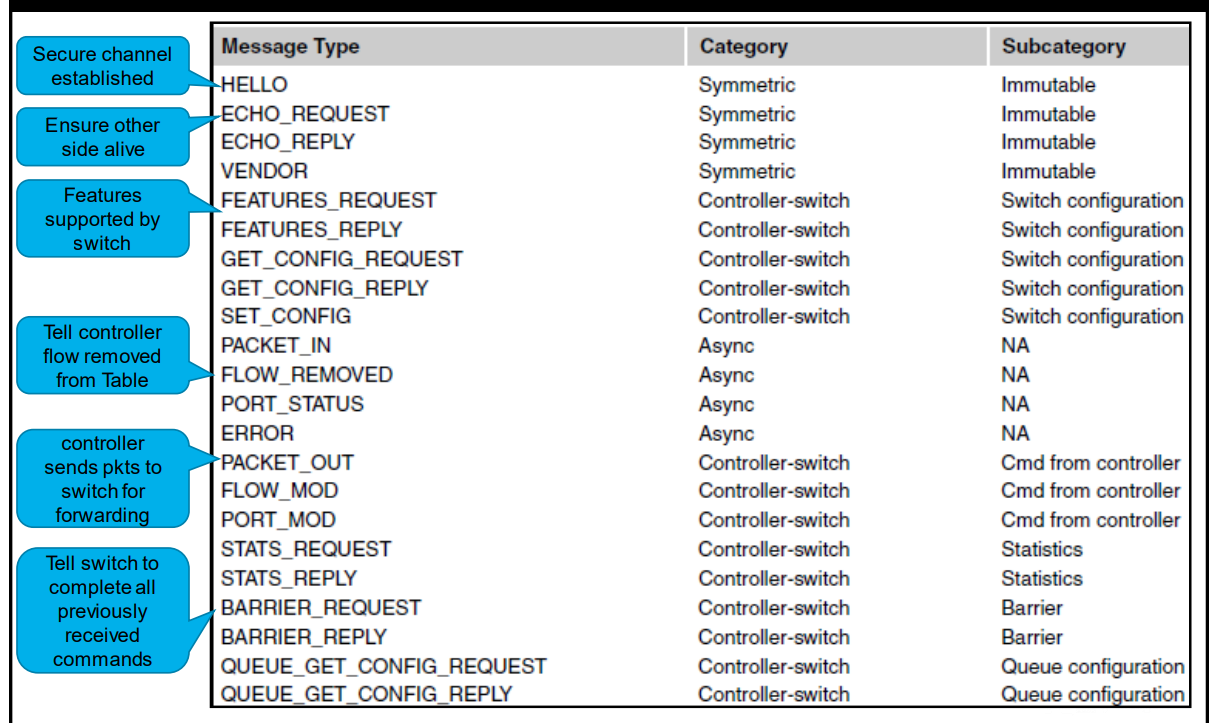 Message Type Category Subcategory
Secure channel
established
HELLO Symmetric Immutable
Ensure other
side alive
ECHO_REQUEST Symmetric Immutable
ECHO_REPLY Symmetric Immutable
VENDOR Symmetric Immutable
Features
supported by
switch
FEATURES_REQUEST Controller-switch Switch configuration
FEATURES_REPLY Controller-switch Switch configuration
GET_CONFIG_REQUEST Controller-switch Switch configuration
GET_CONFIG_REPLY Controller-switch Switch configuration
SET_CONFIG Controller-switch Switch configuration
PACKET_IN Async NA
Tell controller
flow removed
from Table
FLOW_REMOVED Async NA
PORT_STATUS Async NA
ERROR Async NA
controller
sends pkts to
switch for
forwarding
PACKET_OUT Controller-switch Cmd from controller
FLOW_MOD Controller-switch Cmd from controller
PORT_MOD Controller-switch Cmd from controller
STATS_REQUEST Controller-switch Statistics
STATS_REPLY Controller-switch Statistics
Tell switch to
complete all
previously
received
commands
BARRIER_REQUEST Controller-switch Barrier
BARRIER_REPLY Controller-switch Barrier
QUEUE_GET_CONFIG_REQUEST Controller-switch Queue configuration
QUEUE_GET_CONFIG_REPLY Controller-switch Queue configuration